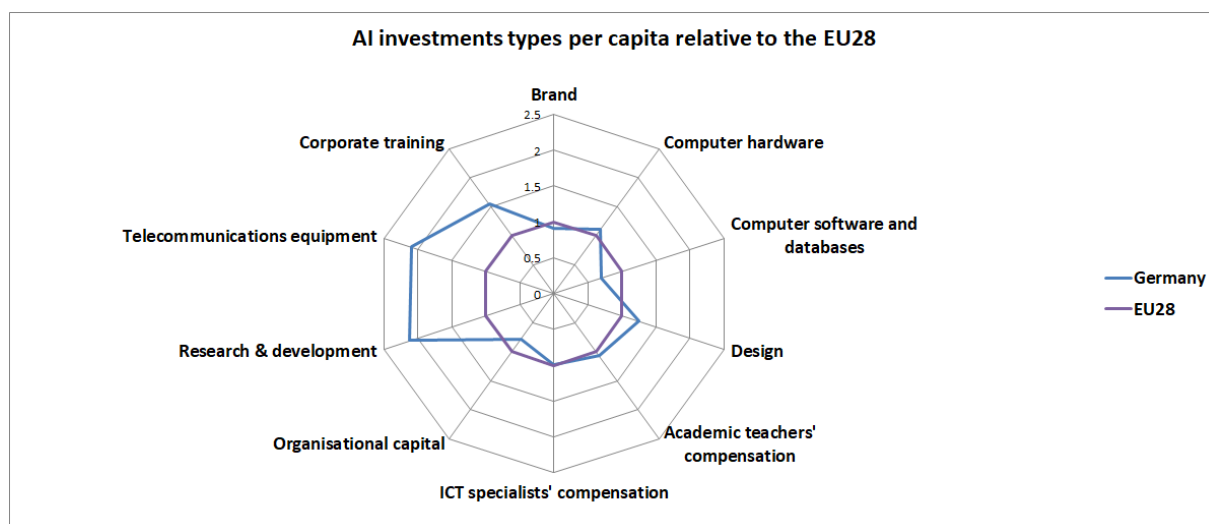 AI investments types per capita relative to the EU28
Brand
2.5
Corporate training
Computer hardware
2
1.5
Telecommunications equipment
1
Computer software and
databases
0.5
Germany
0
EU28
Research & development
Design
Organisational capital
Academic teachers'
compensation
ICT specialists' compensation